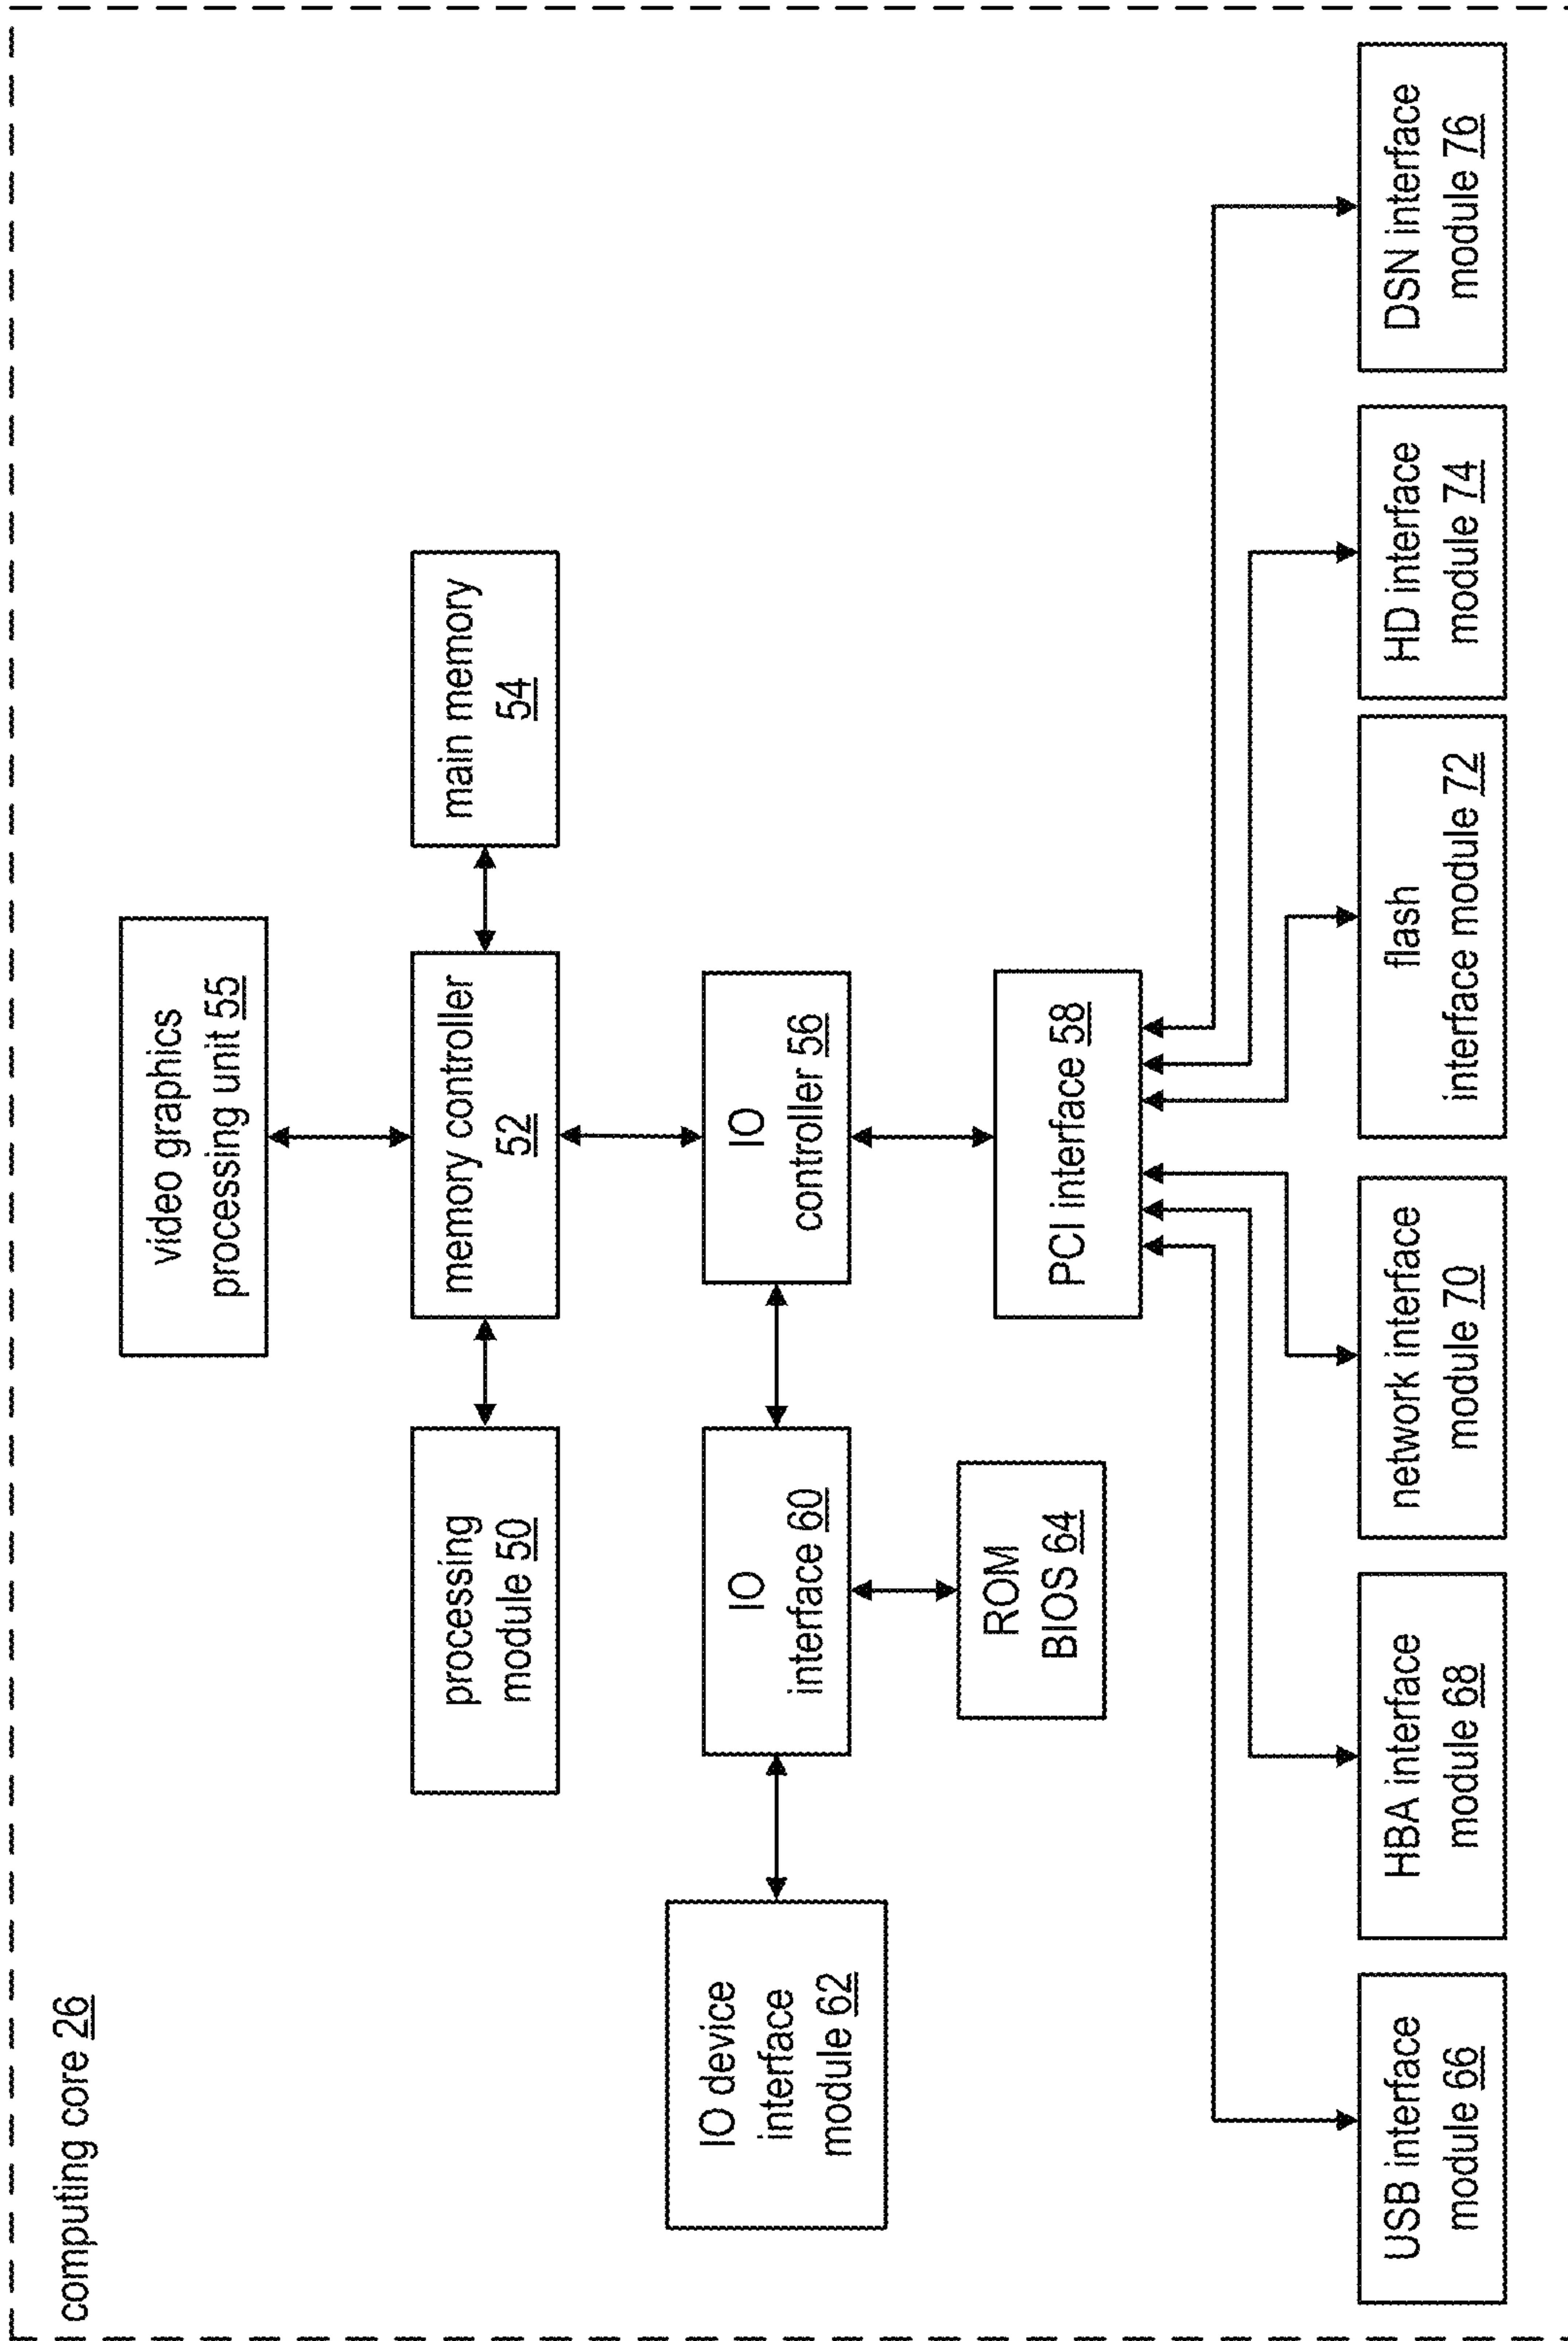 computing core 26
video graphics
processing unit 55
processing
module 50
memory controller
52
main memory
54
IO device
interface
module 62
IO
interface 60
IO
controller 56
ROM
BIOS 64
PCI interface 58
USB interface
module 66
HBA interface
module 68
network interface
module 70
flash
interface module 72
HD interface
module 74
DSN interface
module 76